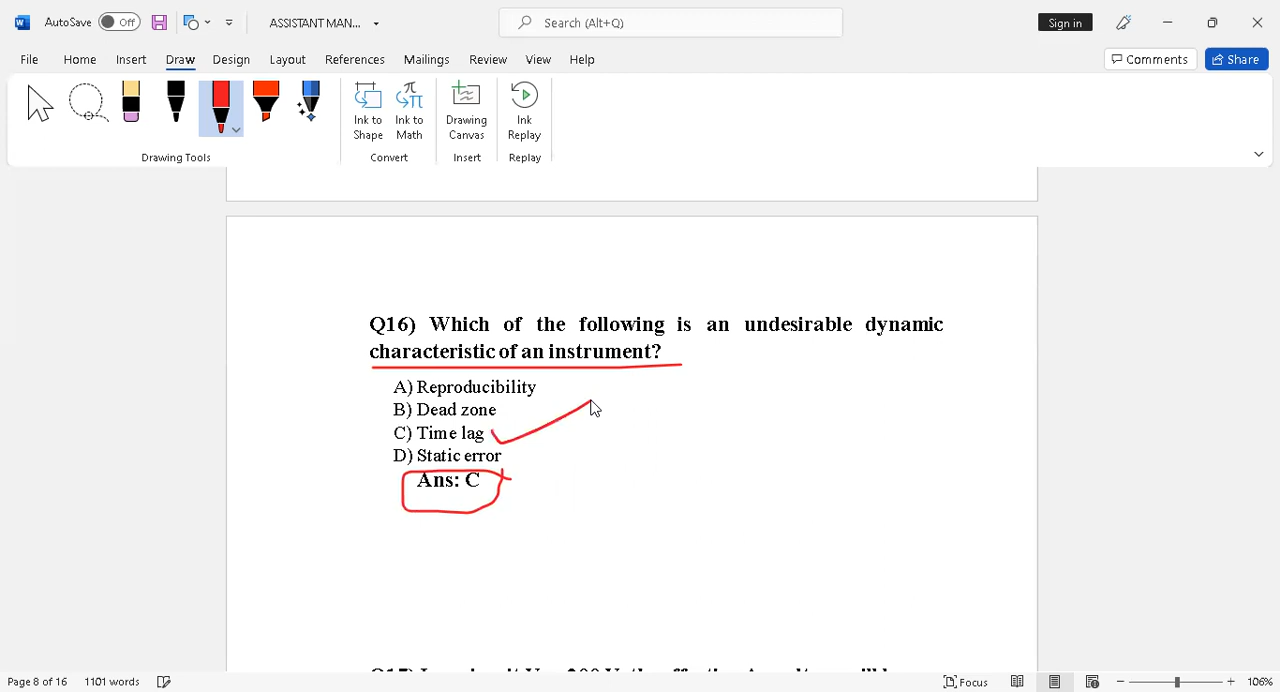 AutoSave Off ASSISTANT MAN... Search (Alt+Q) Sign in
File Home Insert Draw Design Layout References Mailings Review View Help Comments Share
Ink to Shape
Ink to Math
Drawing Canvas
Ink Replay
Drawing Tools Convert Insert Replay
Q16) Which of the following is an undesirable dynamic
characteristic of an instrument?
A) Reproducibility
B) Dead zone
C) Time lag
D) Static error
Ans: C
Page 8 of 16 1101 words Focus 106%